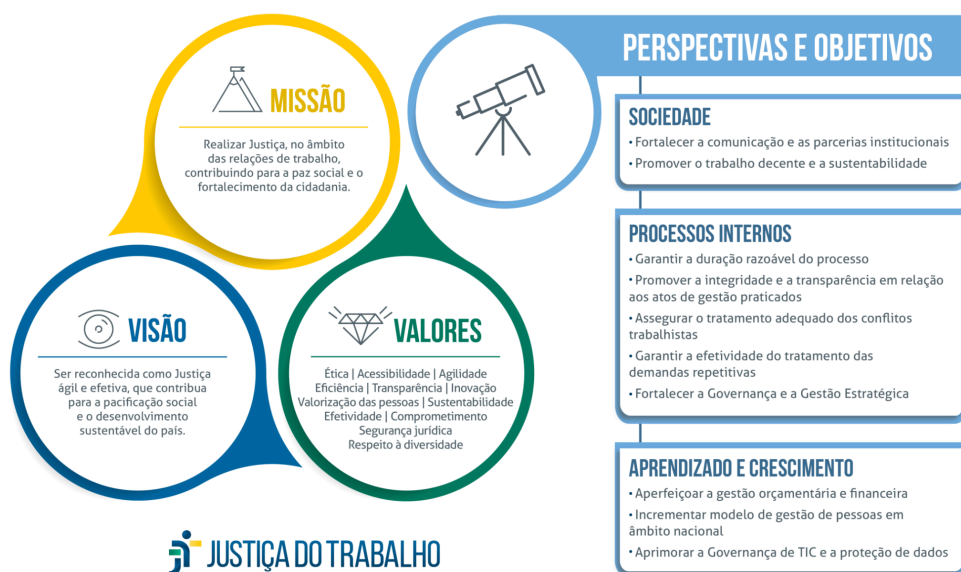 MISSÃO
Realizar Justiça, no âmbito
das relações de trabalho,
contribuindo para a paz social e o
fortalecimento da cidadania.
VISÃO
Ser reconhecida como Justiça
ágil e efetiva, que contribua
para a pacificação social
e o desenvolvimento
sustentável do país.
VALORES
Ética | Acessibilidade | Agilidade
Eficiência | Transparência | Inovação
Valorização das pessoas | Sustentabilidade
Efetividade | Comprometimento
Segurança jurídica
Respeito à diversidade
JUSTIÇA DO TRABALHO
PERSPECTIVAS E OBJETIVOS
SOCIEDADE
• Fortalecer a comunicação e as parcerias institucionais
• Promover o trabalho decente e a sustentabilidade
PROCESSOS INTERNOS
• Garantir a duração razoável do processo
• Promover a integridade e a transparência em relação
aos atos de gestão praticados
• Assegurar o tratamento adequado dos conflitos
trabalhistas
• Garantir a efetividade do tratamento das
demandas repetitivas
• Fortalecer a Governança e a Gestão Estratégica
APRENDIZADO E CRESCIMENTO
• Aperfeiçoar a gestão orçamentária e financeira
• Incrementar modelo de gestão de pessoas em
âmbito nacional
• Aprimorar a Governança de TIC e a proteção de dados